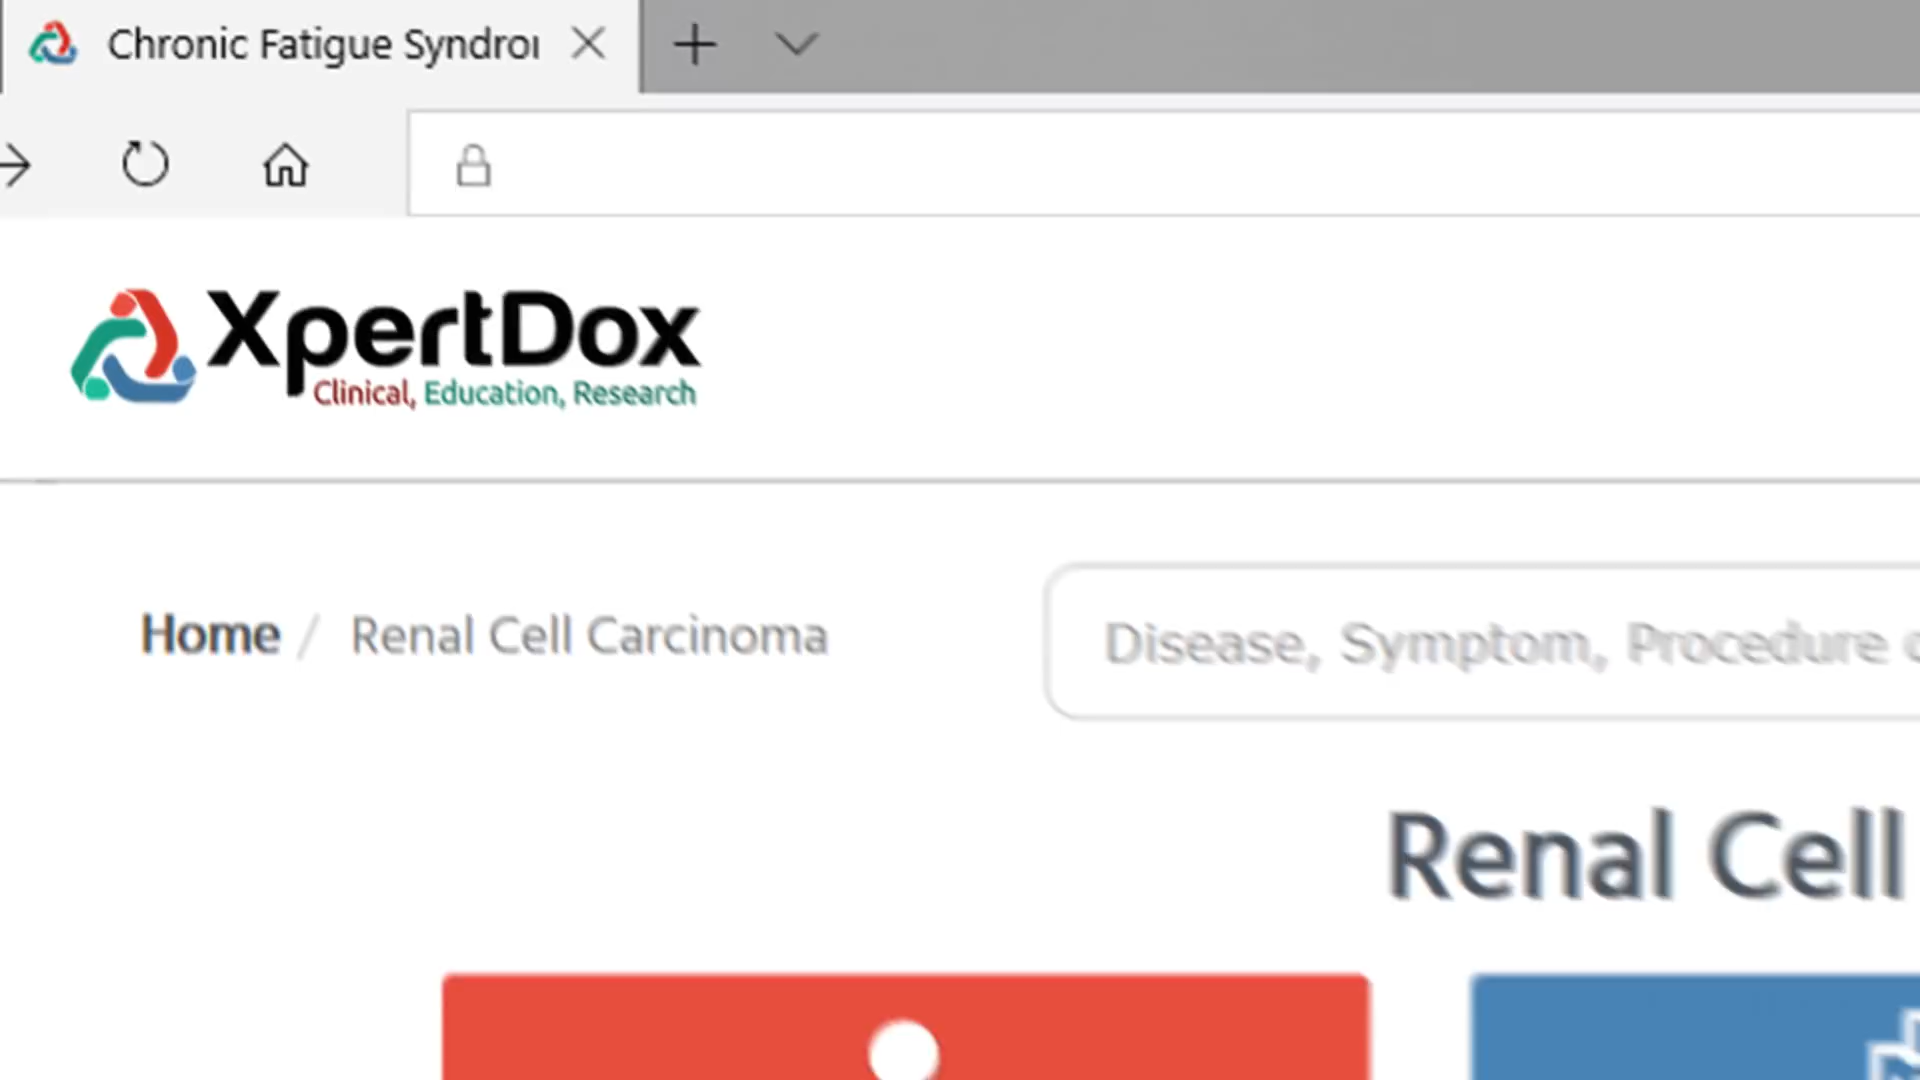 Chronic Fatigue Syndro
XpertDox
Clinical, Education, Research
Home / Renal Cell Carcinoma
Disease, Symptom, Procedure
Renal Cell